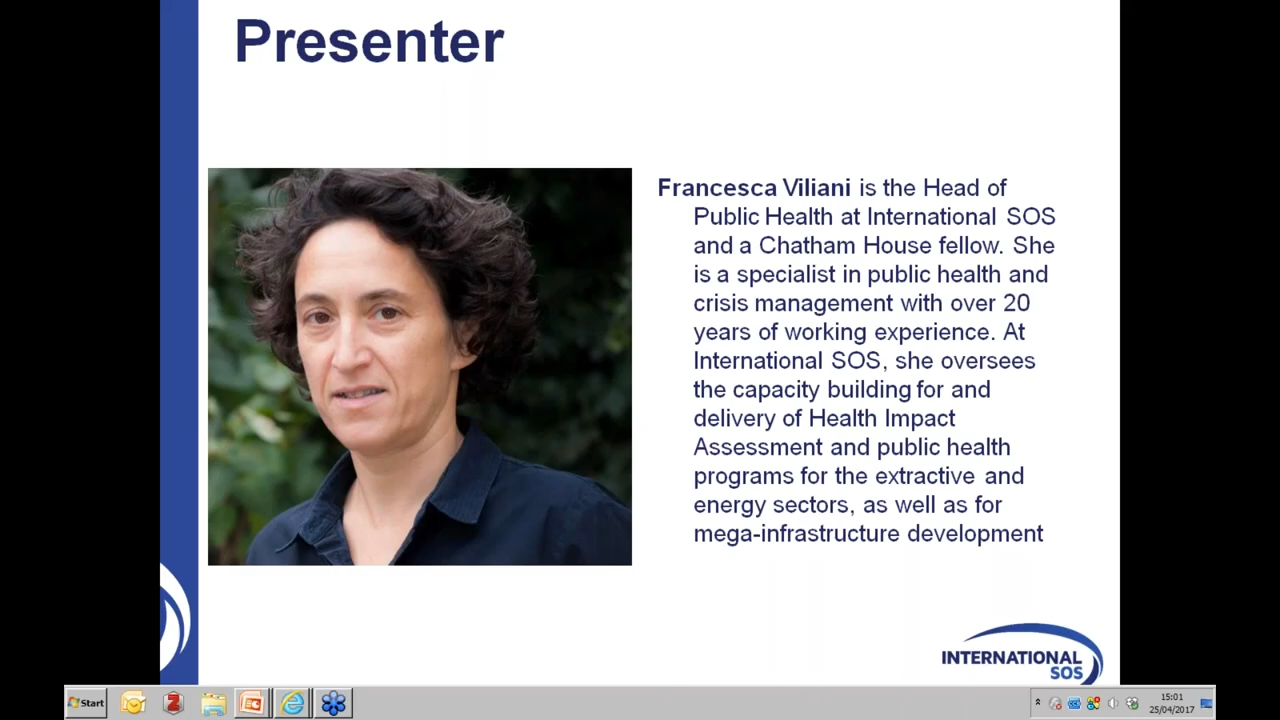 Presenter
Francesca Viliani is the Head of
Public Health at International SOS
and a Chatham House fellow. She
is a specialist in public health and
crisis management with over 20
years of working experience. At
International SOS, she oversees
the capacity building for and
delivery of Health Impact
Assessment and public health
programs for the extractive and
energy sectors, as well as for
mega-infrastructure development
INTERNATIONAL
SOS
Start
15:01
25/04/2017